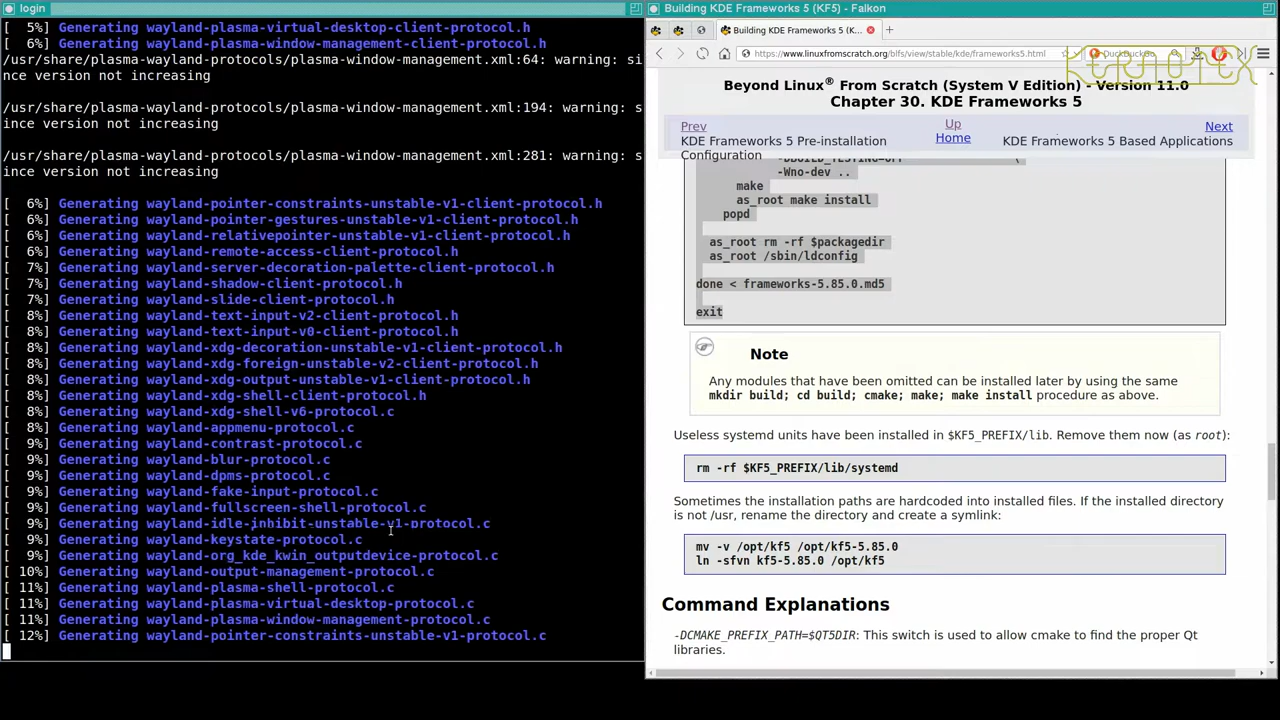 login
[  5%] Generating wayland-plasma-virtual-desktop-client-protocol.h
[  6%] Generating wayland-plasma-window-management-client-protocol.h
/usr/share/plasma-wayland-protocols/plasma-window-management.xml:64: warning: si
nce version not increasing
/usr/share/plasma-wayland-protocols/plasma-window-management.xml:194: warning: s
ince version not increasing
/usr/share/plasma-wayland-protocols/plasma-window-management.xml:281: warning: s
ince version not increasing
[  6%] Generating wayland-pointer-constraints-unstable-v1-client-protocol.h
[  6%] Generating wayland-pointer-gestures-unstable-v1-client-protocol.h
[  6%] Generating wayland-relativepointer-unstable-v1-client-protocol.h
[  6%] Generating wayland-remote-access-client-protocol.h
[  7%] Generating wayland-server-decoration-palette-client-protocol.h
[  7%] Generating wayland-shadow-client-protocol.h
[  7%] Generating wayland-slide-client-protocol.h
[  8%] Generating wayland-text-input-v2-client-protocol.h
[  8%] Generating wayland-text-input-v0-client-protocol.h
[  8%] Generating wayland-xdg-decoration-unstable-v1-client-protocol.h
[  8%] Generating wayland-xdg-foreign-unstable-v2-client-protocol.h
[  8%] Generating wayland-xdg-output-unstable-v1-client-protocol.h
[  8%] Generating wayland-xdg-shell-client-protocol.h
[  8%] Generating wayland-xdg-shell-v6-protocol.c
[  8%] Generating wayland-appmenu-protocol.c
[  9%] Generating wayland-contrast-protocol.c
[  9%] Generating wayland-blur-protocol.c
[  9%] Generating wayland-dpms-protocol.c
[  9%] Generating wayland-fake-input-protocol.c
[  9%] Generating wayland-fullscreen-shell-protocol.c
[  9%] Generating wayland-idle-inhibit-unstable-v1-protocol.c
[  9%] Generating wayland-keystate-protocol.c
[  9%] Generating wayland-org_kde_kwin_outputdevice-protocol.c
[ 10%] Generating wayland-output-management-protocol.c
[ 11%] Generating wayland-plasma-shell-protocol.c
[ 11%] Generating wayland-plasma-virtual-desktop-protocol.c
[ 11%] Generating wayland-plasma-window-management-protocol.c
[ 12%] Generating wayland-pointer-constraints-unstable-v1-protocol.c
Building KDE Frameworks 5 (KF5) - Falkon
Building KDE Frameworks 5 (K...
https://www.linuxfromscratch.org/blfs/view/stable/kde/frameworks5.html
DuckDuckGo
KERNOTEX
Beyond Linux® From Scratch (System V Edition) - Version 11.0
Chapter 30. KDE Frameworks 5
Prev
Up
Next
KDE Frameworks 5 Pre-installation Configuration
Home
KDE Frameworks 5 Based Applications
-DBUILD_TESTING=OFF \
-Wno-dev ..
make
as_root make install
popd
as_root rm -rf $packagedir
as_root /sbin/ldconfig
done < frameworks-5.85.0.md5
exit
Note
Any modules that have been omitted can be installed later by using the same
mkdir build; cd build; cmake; make; make install procedure as above.
Useless systemd units have been installed in $KF5_PREFIX/lib. Remove them now (as root):
rm -rf $KF5_PREFIX/lib/systemd
Sometimes the installation paths are hardcoded into installed files. If the installed directory
is not /usr, rename the directory and create a symlink:
mv -v /opt/kf5 /opt/kf5-5.85.0
ln -sfvn kf5-5.85.0 /opt/kf5
Command Explanations
-DCMAKE_PREFIX_PATH=$QT5DIR: This switch is used to allow cmake to find the proper Qt
libraries.